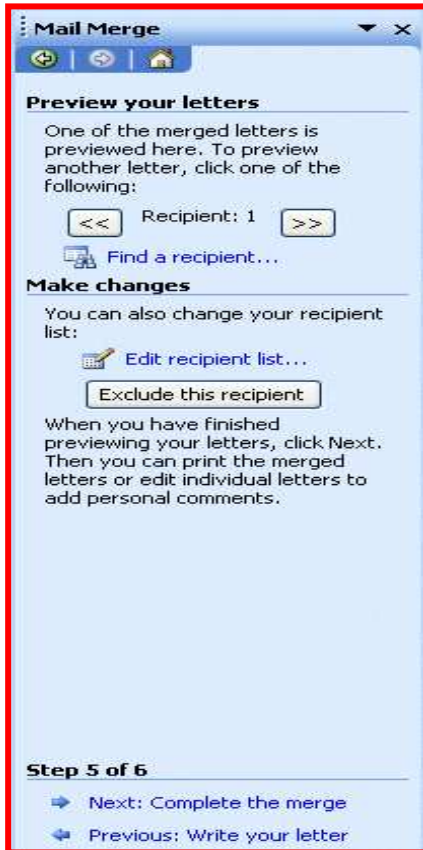 Mail Merge
Preview your letters
One of the merged letters is
previewed here. To preview
another letter, click one of the
following:
<< Recipient: 1 >>
Find a recipient...
Make changes
You can also change your recipient
list:
Edit recipient list...
Exclude this recipient
When you have finished
previewing your letters, click Next.
Then you can print the merged
letters or edit individual letters to
add personal comments.
Step 5 of 6
Next: Complete the merge
Previous: Write your letter